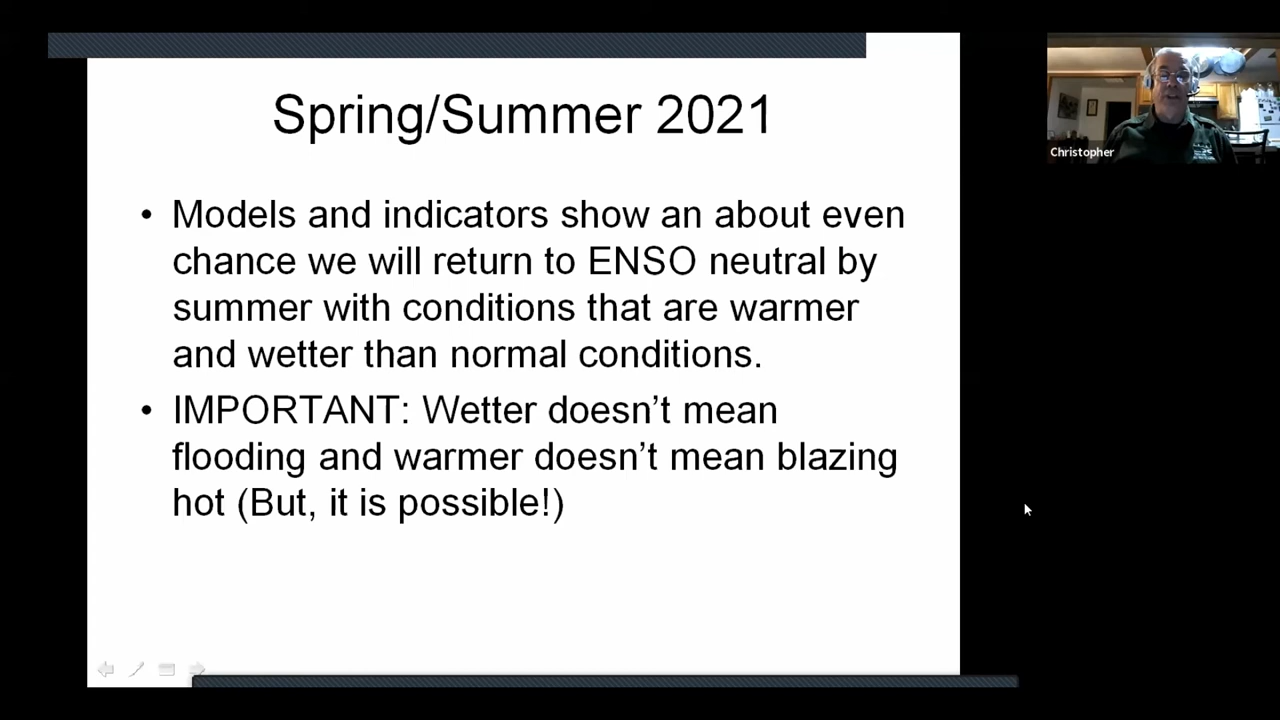 Spring/Summer 2021
• Models and indicators show an about even
chance we will return to ENSO neutral by
summer with conditions that are warmer
and wetter than normal conditions.
• IMPORTANT: Wetter doesn’t mean
flooding and warmer doesn’t mean blazing
hot (But, it is possible!)
Christopher